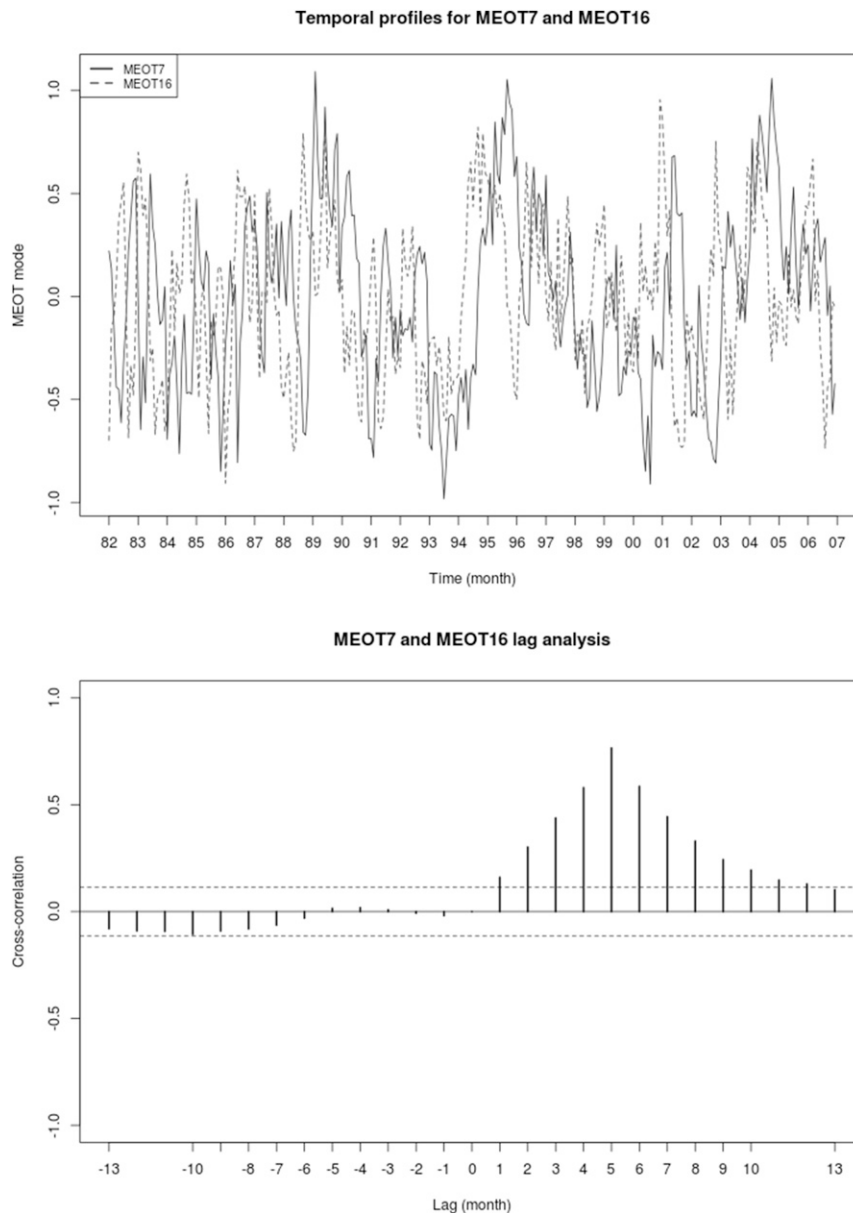 Temporal profiles for MEOT7 and MEOT16
MEOT7
MEOT16
MEOT mode
1.0
0.5
0.0
-0.5
-1.0
82 83 84 85 86 87 88 89 90 91 92 93 94 95 96 97 98 99 00 01 02 03 04 05 06 07
Time (month)
MEOT7 and MEOT16 lag analysis
Cross-correlation
1.0
0.5
0.0
-0.5
-1.0
-13 -10 -8 -7 -6 -5 -4 -3 -2 -1 0 1 2 3 4 5 6 7 8 9 10 13
Lag (month)